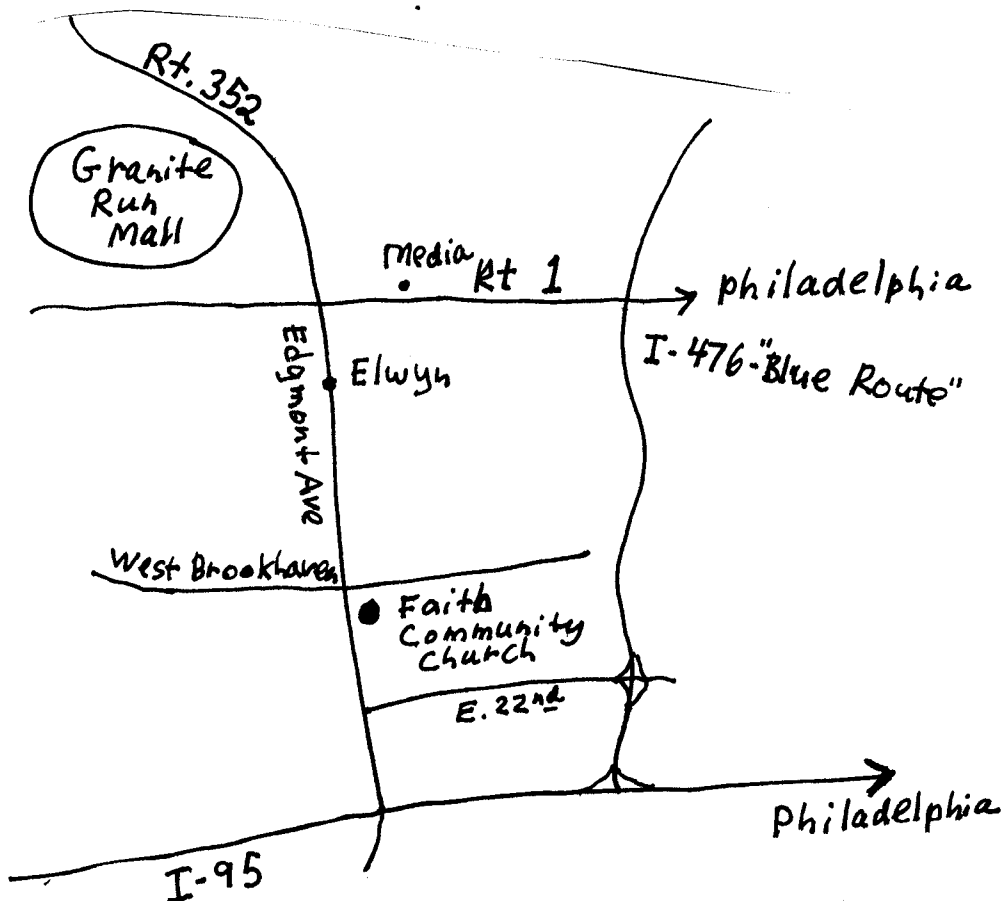 Rt. 352
Granite
Run
Mall
Media
Rt 1
philadelphia
I-476-"Blue Route"
Edgmont Ave
Elwyn
West Brookhaven
Faith
Community
Church
E. 22nd
Philadelphia
I-95